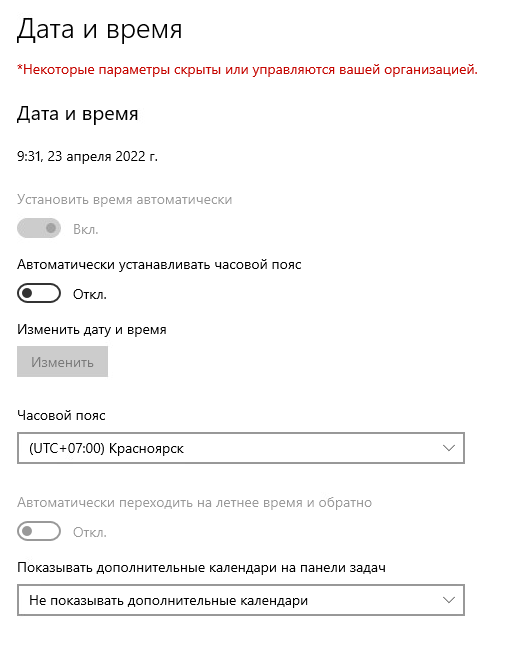 Дата и время
*Некоторые параметры скрыты или управляются вашей организацией.
Дата и время
9:31, 23 апреля 2022 г.
Установить время автоматически
Вкл.
Автоматически устанавливать часовой пояс
Откл.
Изменить дату и время
Изменить
Часовой пояс
(UTC+07:00) Красноярск
Автоматически переходить на летнее время и обратно
Откл.
Показывать дополнительные календари на панели задач
Не показывать дополнительные календари